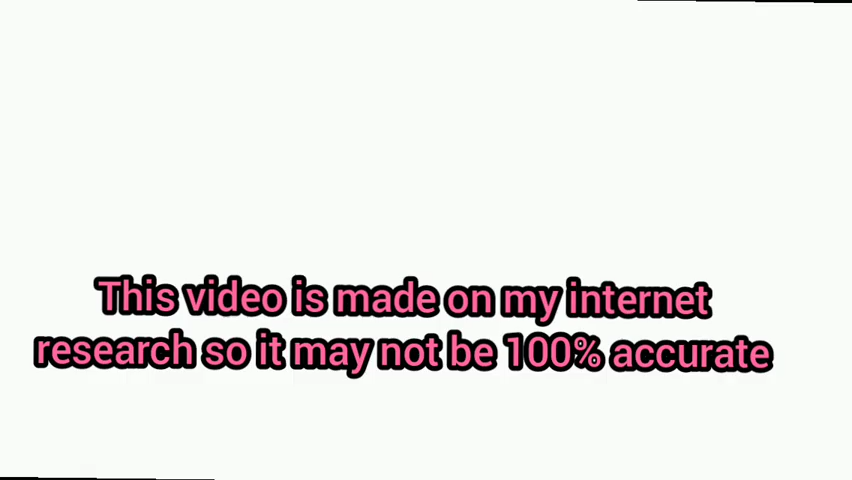 This video is made on my internet
research so it may not be 100% accurate